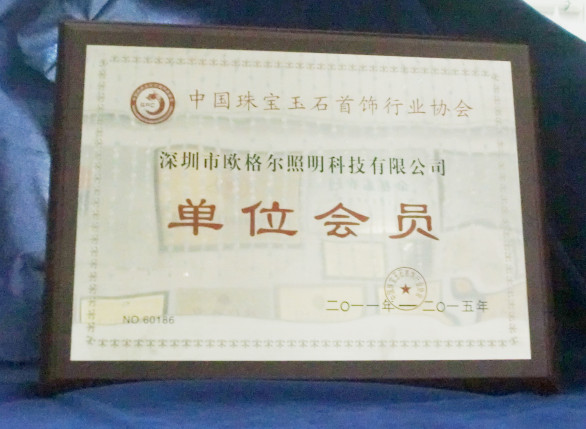 中国珠宝玉石首饰行业协会
深圳市欧格尔照明科技有限公司
单位会员
二〇一一年—二〇一五年
NO.60166